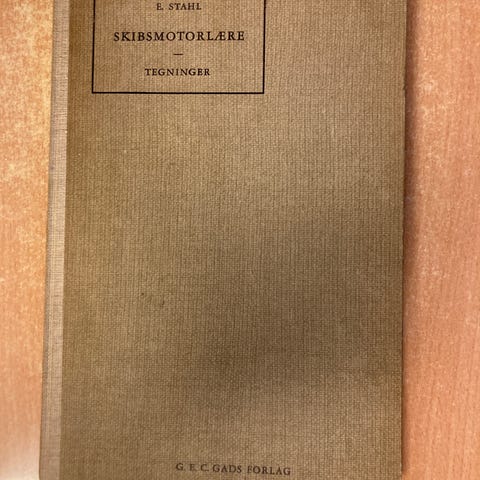 E. STAHL
SKIBSMOTORLÆRE
—
TEGNINGER
G. E. C. GADS FORLAG